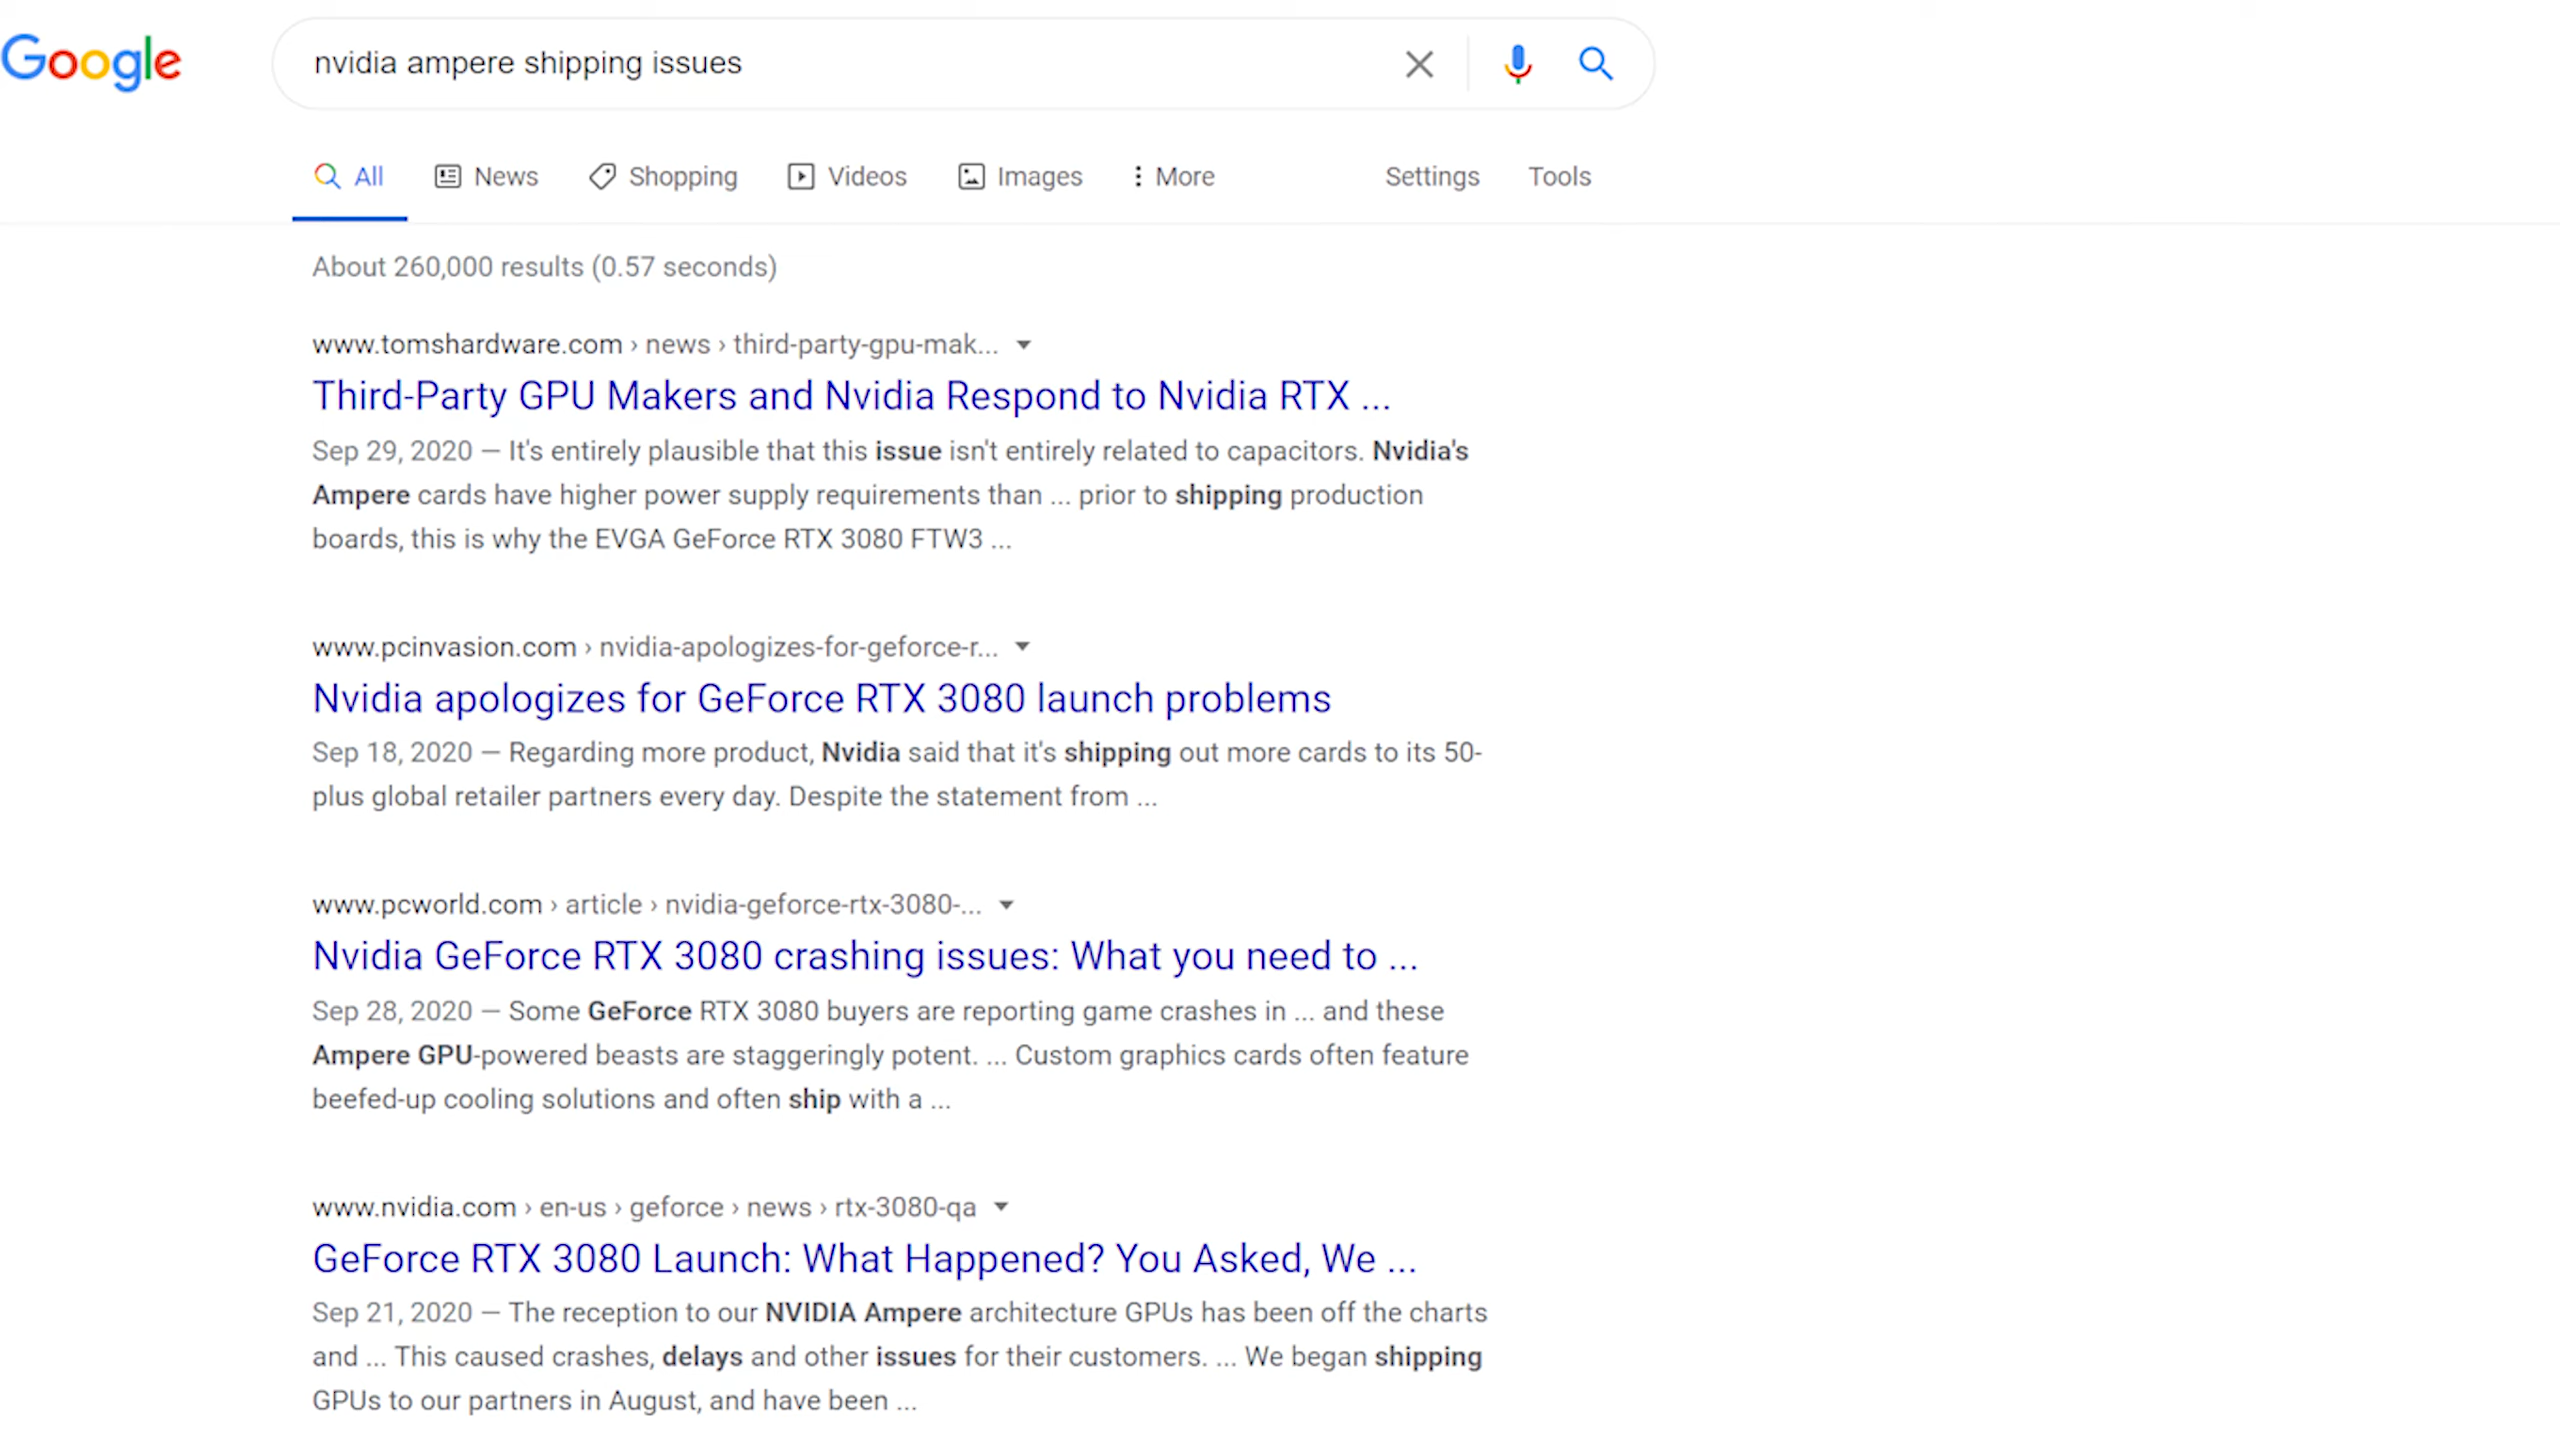 Google
nvidia ampere shipping issues
All News Shopping Videos Images More Settings Tools
About 260,000 results (0.57 seconds)
www.tomshardware.com › news › third-party-gpu-mak...
Third-Party GPU Makers and Nvidia Respond to Nvidia RTX ...
Sep 29, 2020 — It's entirely plausible that this issue isn't entirely related to capacitors. Nvidia's
Ampere cards have higher power supply requirements than ... prior to shipping production
boards, this is why the EVGA GeForce RTX 3080 FTW3 ...
www.pcinvasion.com › nvidia-apologizes-for-geforce-r...
Nvidia apologizes for GeForce RTX 3080 launch problems
Sep 18, 2020 — Regarding more product, Nvidia said that it's shipping out more cards to its 50-
plus global retailer partners every day. Despite the statement from ...
www.pcworld.com › article › nvidia-geforce-rtx-3080-...
Nvidia GeForce RTX 3080 crashing issues: What you need to ...
Sep 28, 2020 — Some GeForce RTX 3080 buyers are reporting game crashes in ... and these
Ampere GPU-powered beasts are staggeringly potent. ... Custom graphics cards often feature
beefed-up cooling solutions and often ship with a ...
www.nvidia.com › en-us › geforce › news › rtx-3080-qa
GeForce RTX 3080 Launch: What Happened? You Asked, We ...
Sep 21, 2020 — The reception to our NVIDIA Ampere architecture GPUs has been off the charts
and ... This caused crashes, delays and other issues for their customers. ... We began shipping
GPUs to our partners in August, and have been ...